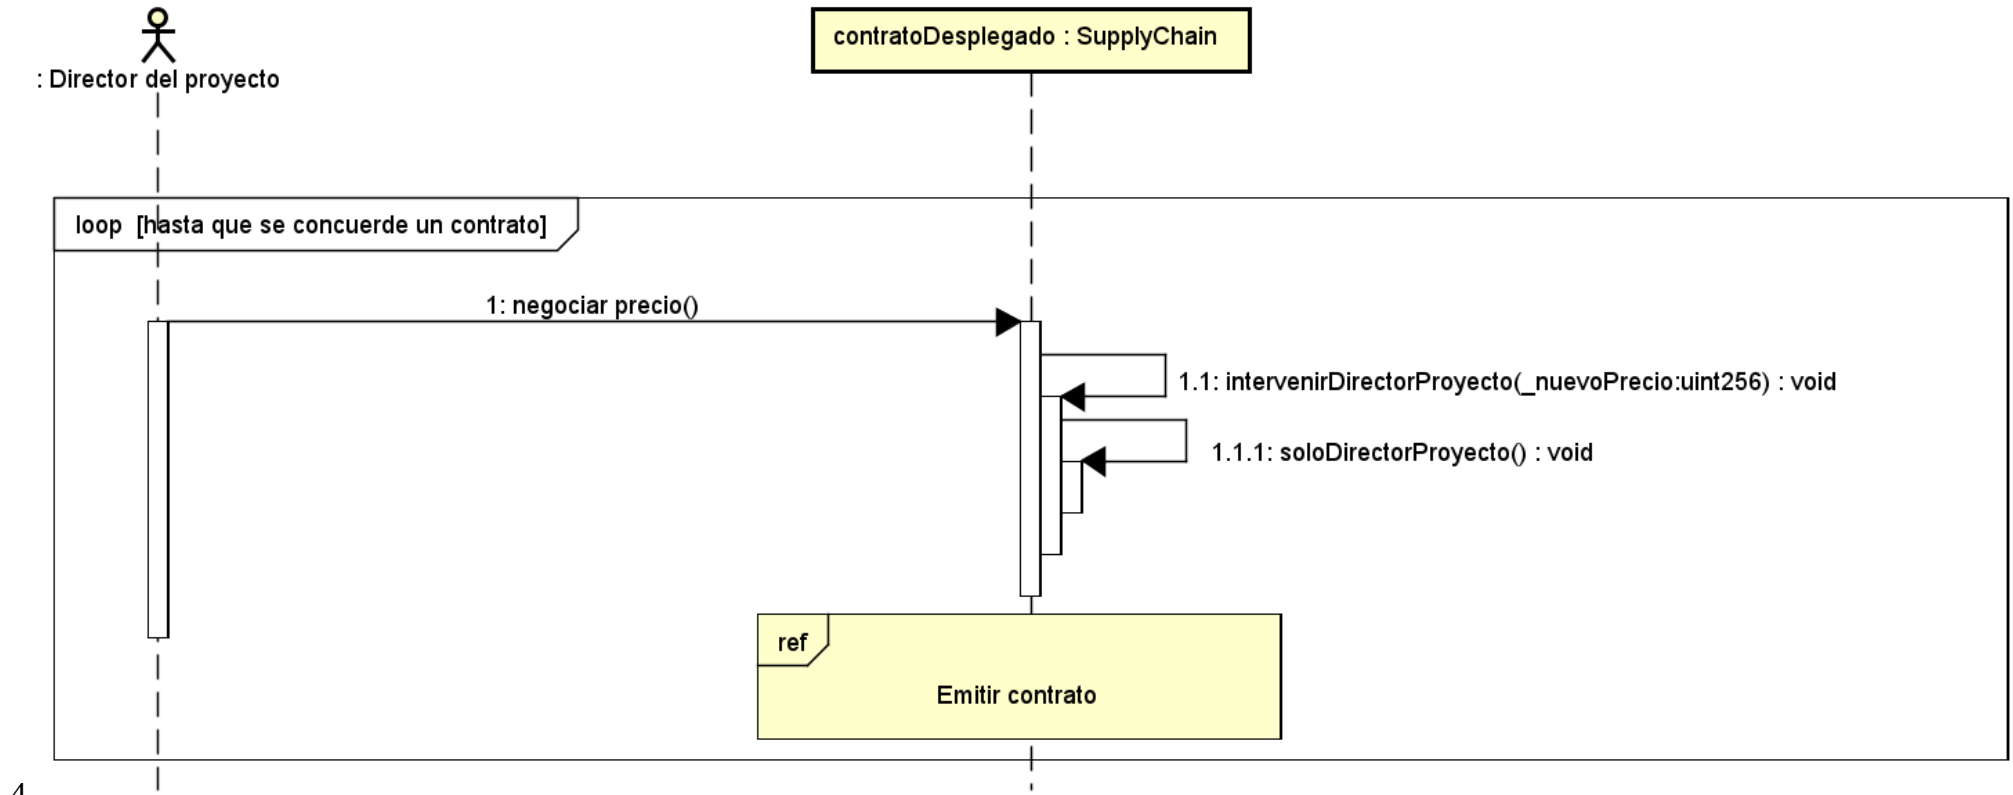 : Director del proyecto
contratoDesplegado : SupplyChain
loop [hasta que se concuerde un contrato]
1: negociar precio()
1.1: intervenirDirectorProyecto(_nuevoPrecio:uint256) : void
1.1.1: soloDirectorProyecto() : void
ref
Emitir contrato
4